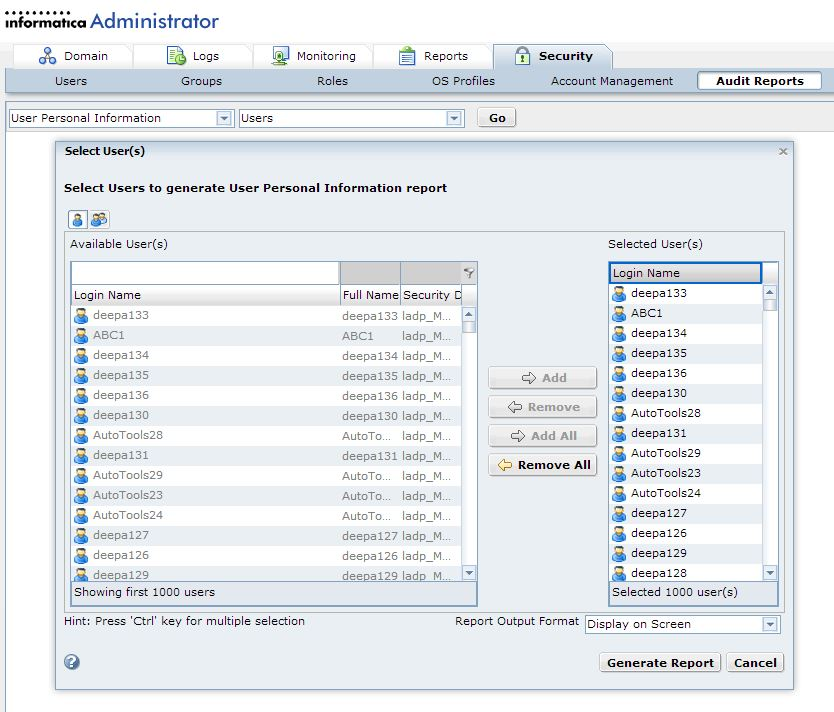 informatica Administrator
Domain Logs Monitoring Reports Security
Users Groups Roles OS Profiles Account Management Audit Reports
User Personal Information Users Go
Select User(s)
Select Users to generate User Personal Information report
Available User(s)
Login Name Full Name Security D
deepa133 deepa133 ladp_M...
ABC1 ABC1 ladp_M...
deepa134 deepa134 ladp_M...
deepa135 deepa135 ladp_M...
deepa136 deepa136 ladp_M...
deepa130 deepa130 ladp_M...
AutoTools28 AutoTo... ladp_M...
deepa131 deepa131 ladp_M...
AutoTools29 AutoTo... ladp_M...
AutoTools23 AutoTo... ladp_M...
AutoTools24 AutoTo... ladp_M...
deepa127 deepa127 ladp_M...
deepa126 deepa126 ladp_M...
deepa129 deepa129 ladp_M...
Showing first 1000 users
Add
Remove
Add All
Remove All
Selected User(s)
Login Name
deepa133
ABC1
deepa134
deepa135
deepa136
deepa130
AutoTools28
deepa131
AutoTools29
AutoTools23
AutoTools24
deepa127
deepa126
deepa129
deepa128
Selected 1000 user(s)
Hint: Press 'Ctrl' key for multiple selection
Report Output Format Display on Screen
Generate Report Cancel